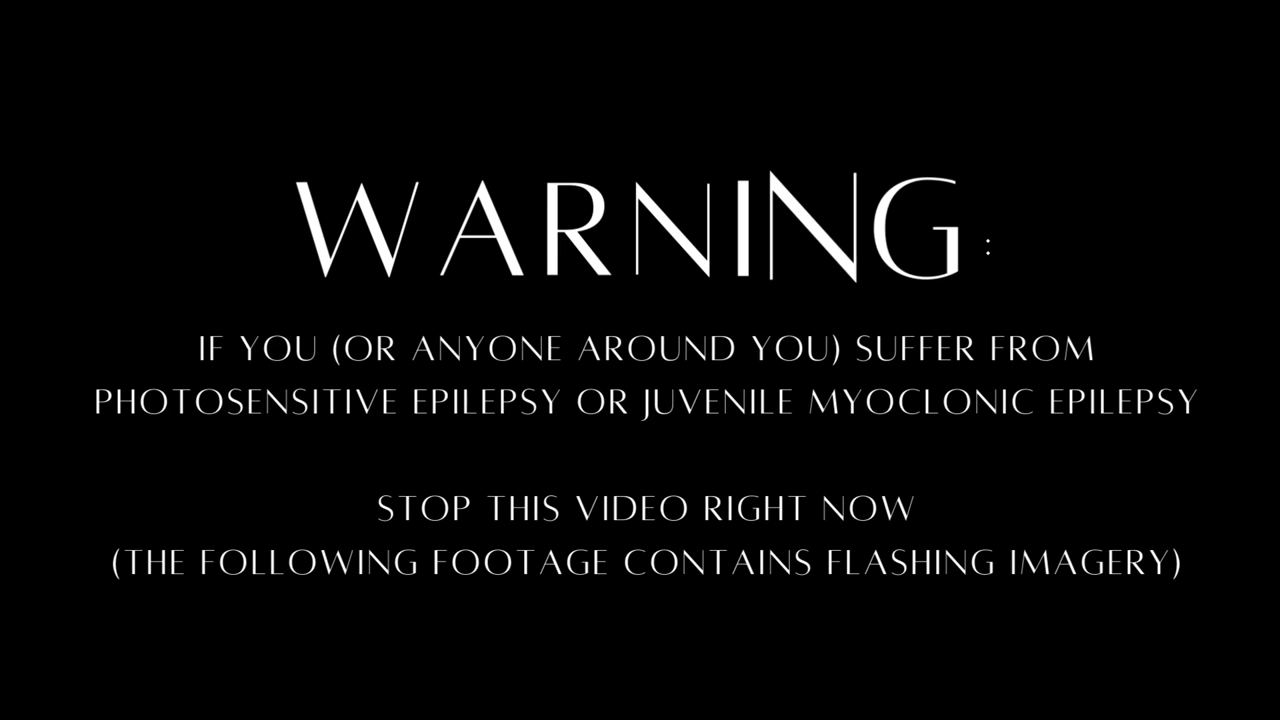 WARNING:
IF YOU (OR ANYONE AROUND YOU) SUFFER FROM
PHOTOSENSITIVE EPILEPSY OR JUVENILE MYOCLONIC EPILEPSY
STOP THIS VIDEO RIGHT NOW
(THE FOLLOWING FOOTAGE CONTAINS FLASHING IMAGERY)